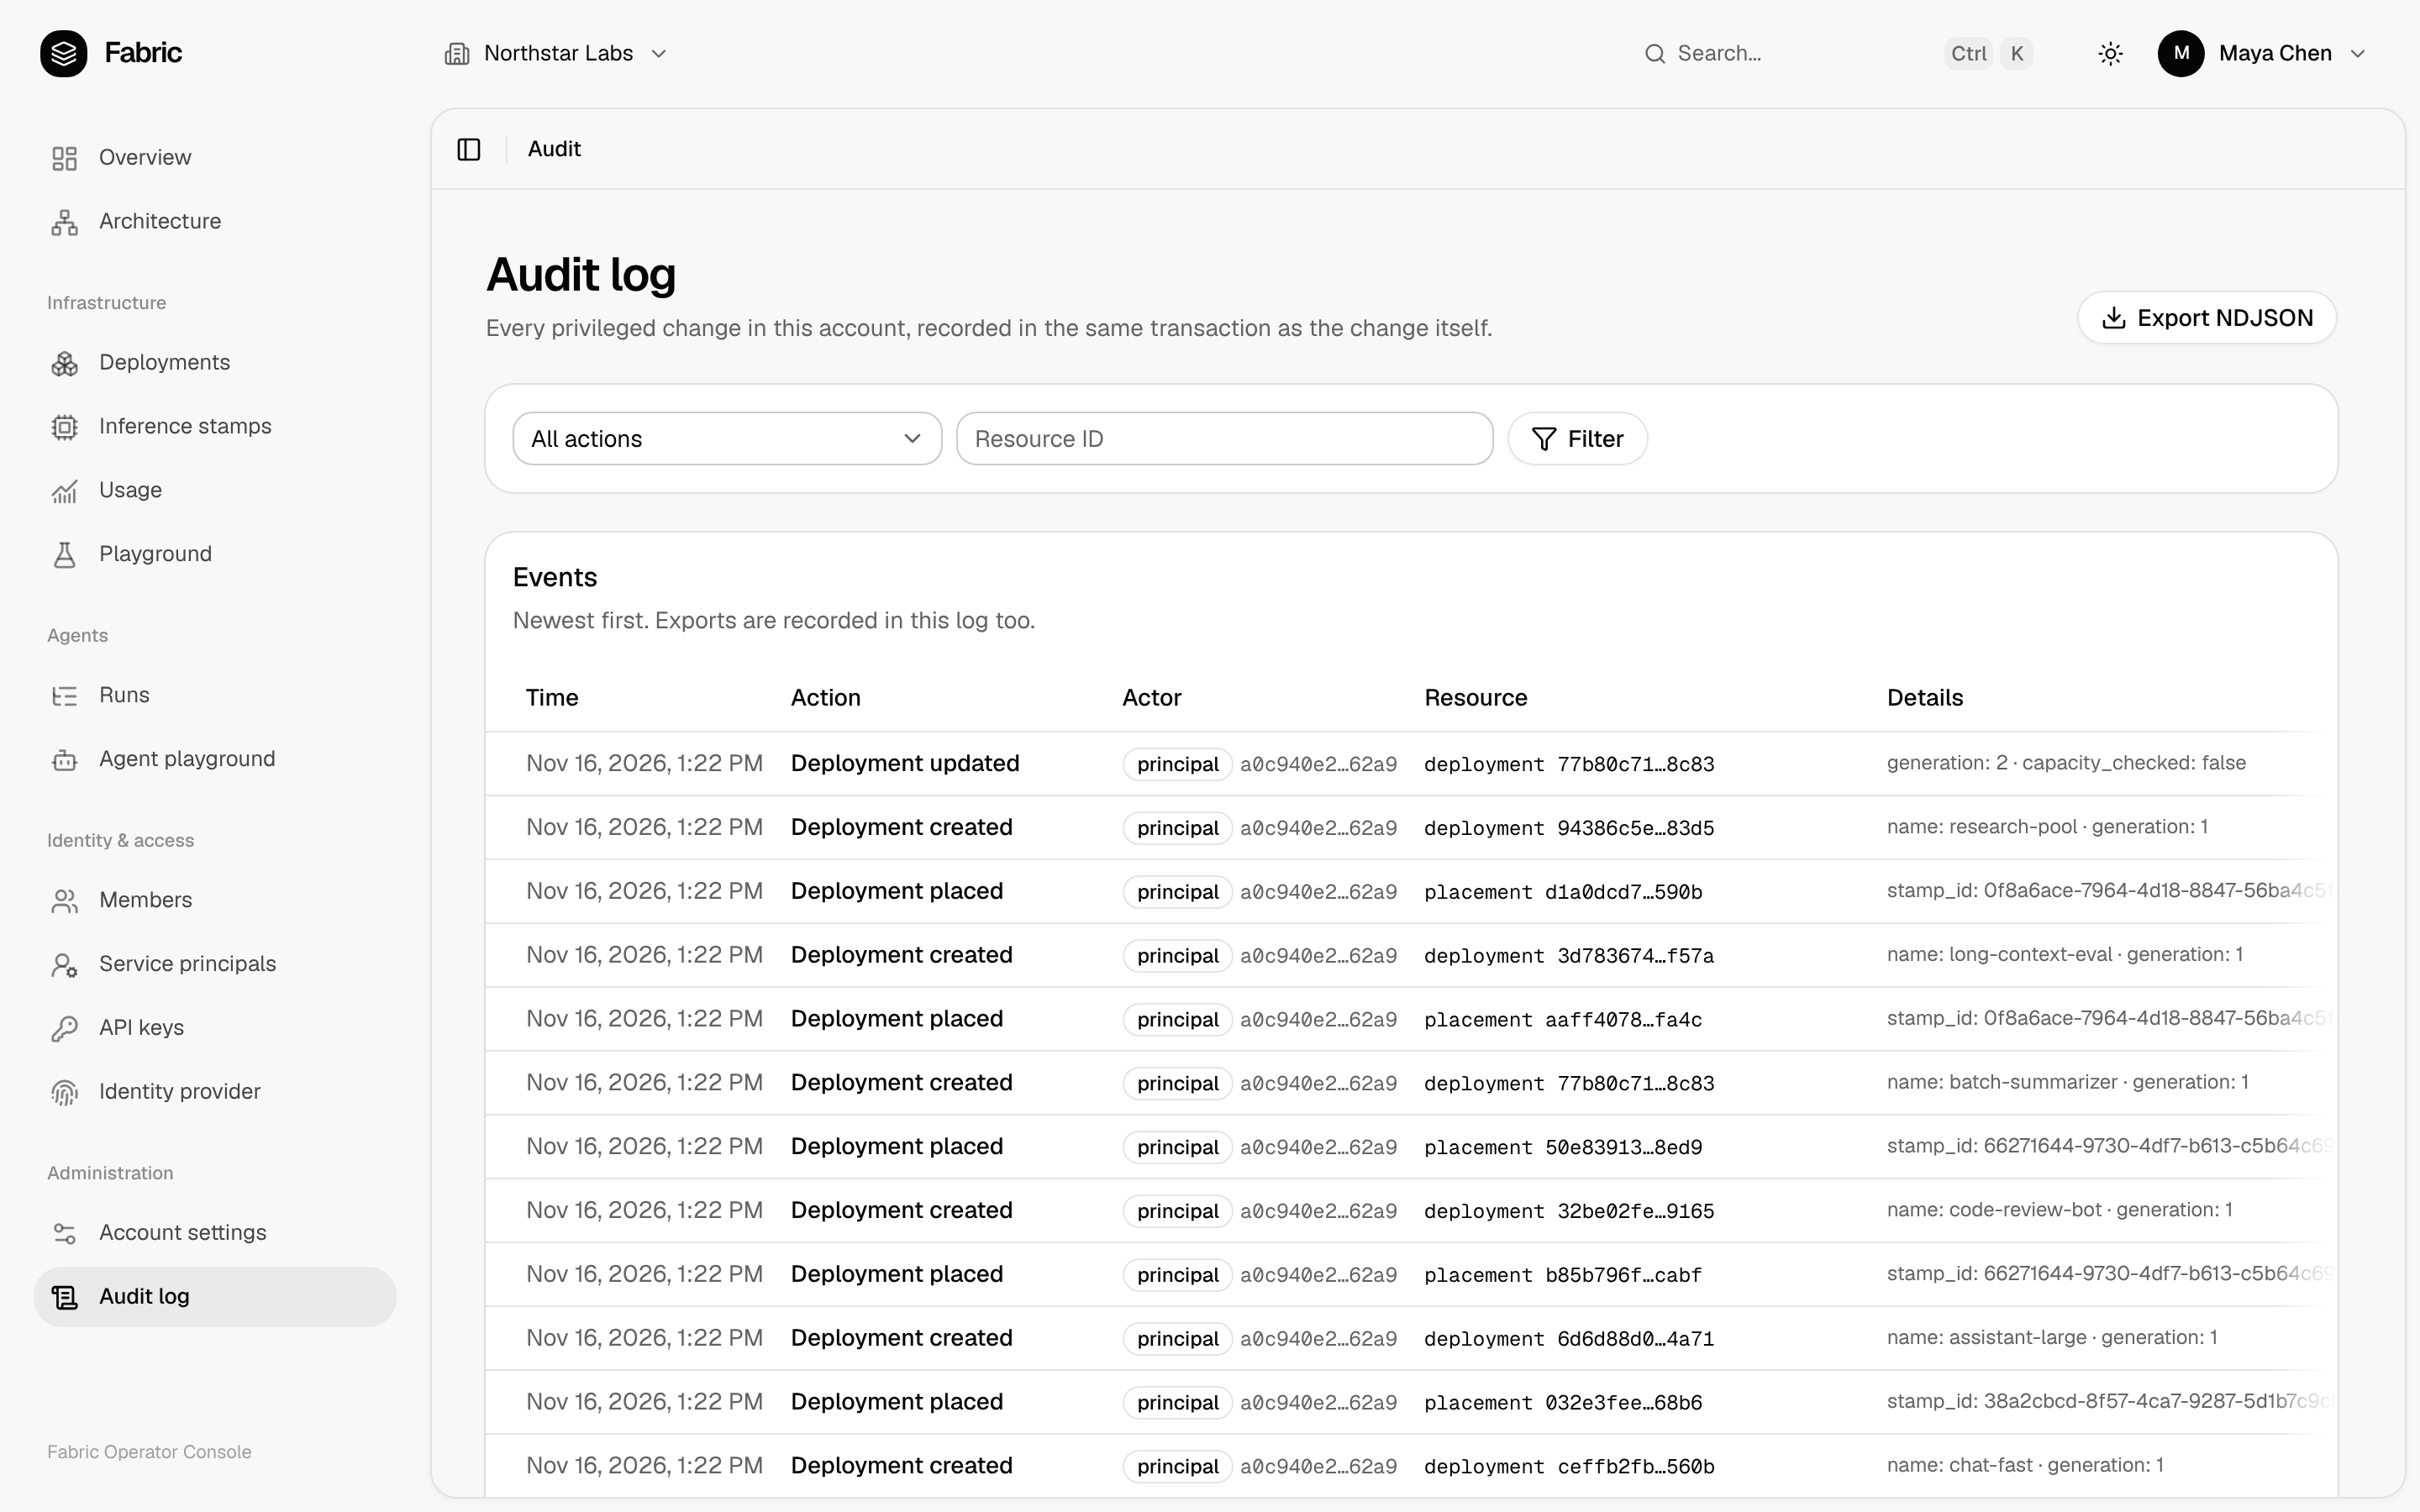 Fabric
Northstar Labs
Search...
Ctrl K
M
Maya Chen
Overview
Architecture
Infrastructure
Deployments
Inference stamps
Usage
Playground
Agents
Runs
Agent playground
Identity & access
Members
Service principals
API keys
Identity provider
Administration
Account settings
Audit log
Fabric Operator Console
Audit
Audit log
Every privileged change in this account, recorded in the same transaction as the change itself.
Export NDJSON
All actions
Resource ID
Filter
Events
Newest first. Exports are recorded in this log too.
Time Action Actor Resource Details
Nov 16, 2026, 1:22 PM Deployment updated principal a0c940e2…62a9 deployment 77b80c71…8c83 generation: 2 · capacity_checked: false
Nov 16, 2026, 1:22 PM Deployment created principal a0c940e2…62a9 deployment 94386c5e…83d5 name: research-pool · generation: 1
Nov 16, 2026, 1:22 PM Deployment placed principal a0c940e2…62a9 placement d1a0dcd7…590b stamp_id: 0f8a6ace-7964-4d18-8847-56ba4c5f
Nov 16, 2026, 1:22 PM Deployment created principal a0c940e2…62a9 deployment 3d783674…f57a name: long-context-eval · generation: 1
Nov 16, 2026, 1:22 PM Deployment placed principal a0c940e2…62a9 placement aaff4078…fa4c stamp_id: 0f8a6ace-7964-4d18-8847-56ba4c5f
Nov 16, 2026, 1:22 PM Deployment created principal a0c940e2…62a9 deployment 77b80c71…8c83 name: batch-summarizer · generation: 1
Nov 16, 2026, 1:22 PM Deployment placed principal a0c940e2…62a9 placement 50e83913…8ed9 stamp_id: 66271644-9730-4df7-b613-c5b64c69
Nov 16, 2026, 1:22 PM Deployment created principal a0c940e2…62a9 deployment 32be02fe…9165 name: code-review-bot · generation: 1
Nov 16, 2026, 1:22 PM Deployment placed principal a0c940e2…62a9 placement b85b796f…cabf stamp_id: 66271644-9730-4df7-b613-c5b64c69
Nov 16, 2026, 1:22 PM Deployment created principal a0c940e2…62a9 deployment 6d6d88d0…4a71 name: assistant-large · generation: 1
Nov 16, 2026, 1:22 PM Deployment placed principal a0c940e2…62a9 placement 032e3fee…68b6 stamp_id: 38a2cbcd-8f57-4ca7-9287-5d1b7c9c
Nov 16, 2026, 1:22 PM Deployment created principal a0c940e2…62a9 deployment ceffb2fb…560b name: chat-fast · generation: 1